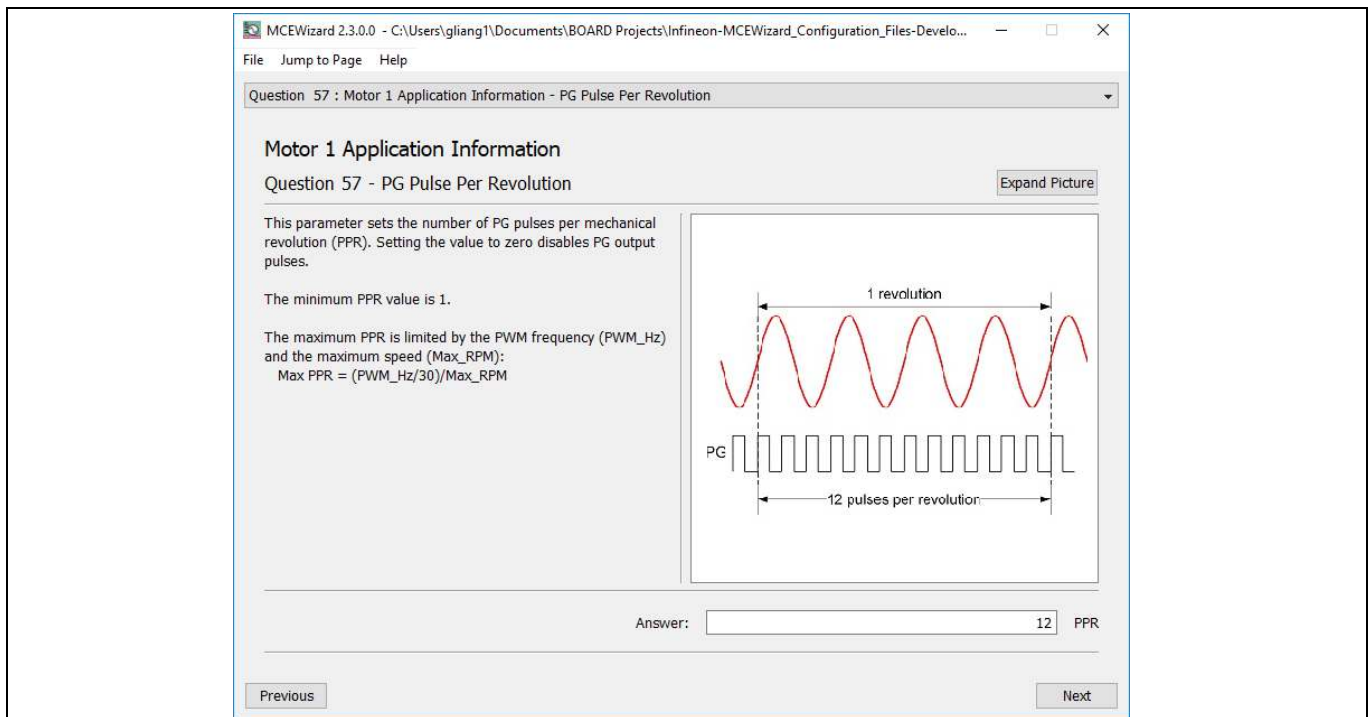 MCEWizard 2.3.0.0 - C:\Users\gliang1\Documents\BOARD Projects\Infineon-MCEWizard_Configuration_Files-Develo...
File Jump to Page Help
Question 57 : Motor 1 Application Information - PG Pulse Per Revolution
Motor 1 Application Information
Question 57 - PG Pulse Per Revolution
Expand Picture
This parameter sets the number of PG pulses per mechanical
revolution (PPR). Setting the value to zero disables PG output
pulses.
The minimum PPR value is 1.
The maximum PPR is limited by the PWM frequency (PWM_Hz)
and the maximum speed (Max_RPM):
Max PPR = (PWM_Hz/30)/Max_RPM
1 revolution
PG
12 pulses per revolution
Answer: 12 PPR
Previous Next